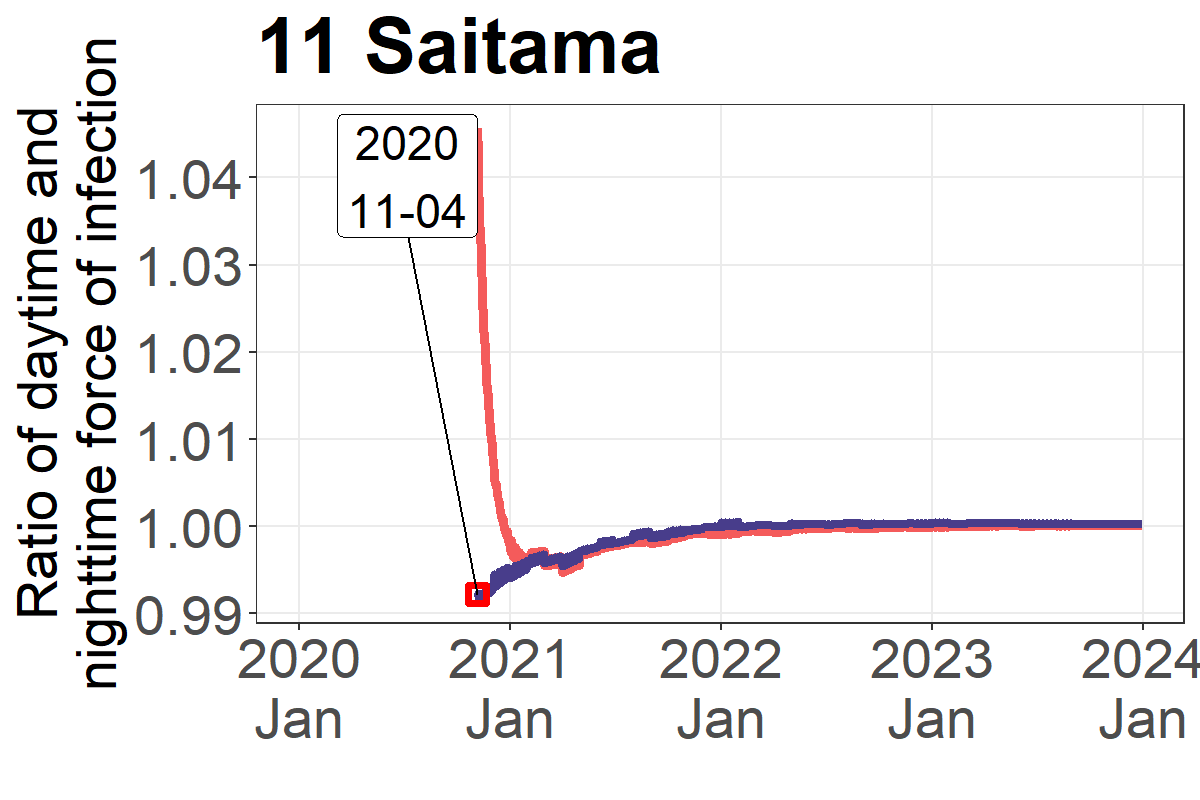 11 Saitama
Ratio of daytime and
nighttime force of infection
2020
11-04
1.04
1.03
1.02
1.01
1.00
0.99
2020
Jan
2021
Jan
2022
Jan
2023
Jan
2024
Jan